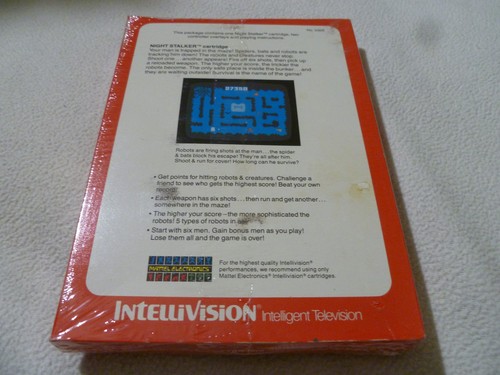 This package contains one Night Stalker™ cartridge, two
controller overlays and playing instructions.
NIGHT STALKER™ cartridge
Your man is trapped in the maze! Spiders, bats and robots are
tracking him down! The robots and creatures never stop.
Shoot one...another appears! Fire off six shots, then pick up
a reloaded weapon. The higher your score, the trickier the
robots become. The only safe place is inside the bunker...and
they are waiting outside! Survival is the name of the game!
87350
Robots are firing shots at the man...the spider
& bats block his escape! They're all after him.
Shoot & run for cover! How long can he survive?
• Get points for hitting robots & creatures. Challenge a
friend to see who gets the highest score! Beat your own
record!
• Each weapon has six shots...then run and get another...
somewhere in the maze!
• The higher your score—the more sophisticated the
robots! 5 types of robots in
• Start with six men. Gain bonus men as you play!
Lose them all and the game is over!
MATTEL ELECTRONICS
For the highest quality Intellivision®
performances, we recommend using only
Mattel Electronics® Intellivision® cartridges.
INTELLIVISION® Intelligent Television